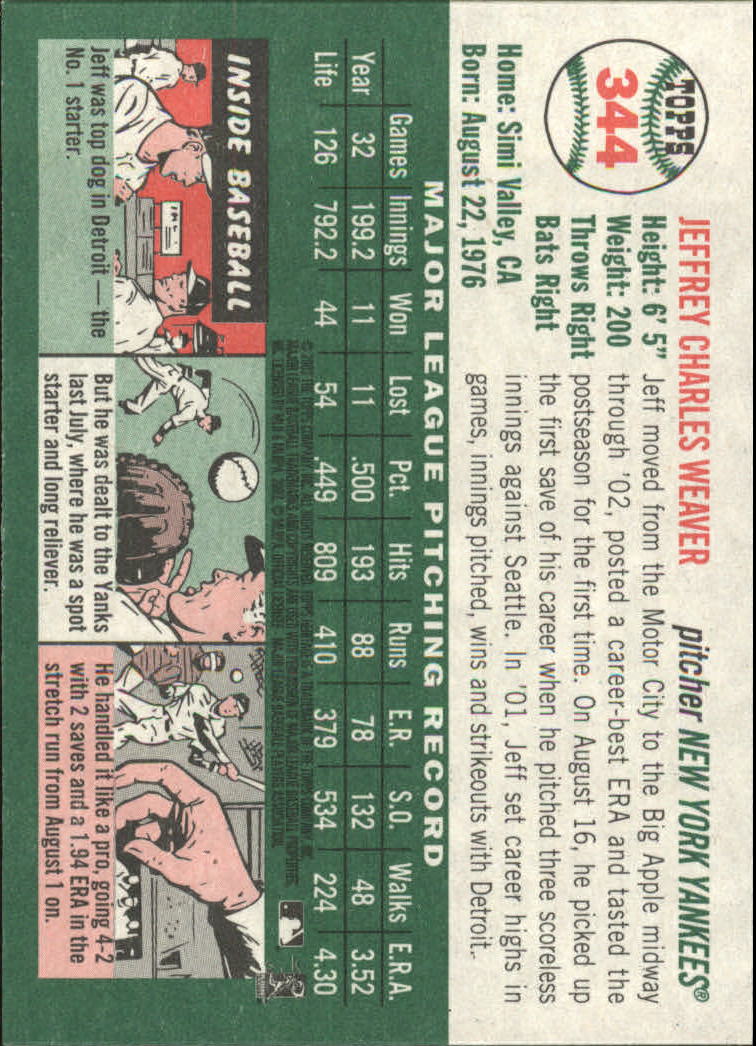 TOPPS
344
JEFFREY CHARLES WEAVER
pitcher NEW YORK YANKEES®
Height: 6' 5"
Weight: 200
Throws Right
Bats Right
Home: Simi Valley, CA
Born: August 22, 1976
Jeff moved from the Motor City to the Big Apple midway
through '02, posted a career-best ERA and tasted the
postseason for the first time. On August 16, he picked up
the first save of his career when he pitched three scoreless
innings against Seattle. In '01, Jeff set career highs in
games, innings pitched, wins and strikeouts with Detroit.
MAJOR LEAGUE PITCHING RECORD
Games Innings Won Lost Pct. Hits Runs E.R. S.O. Walks E.R.A.
Year 32 199.2 11 11 .500 193 88 78 132 48 3.52
Life 126 792.2 44 54 .449 809 410 379 534 224 4.30
INSIDE BASEBALL
Jeff was top dog in Detroit — the
No. 1 starter.
But he was dealt to the Yanks
last July, where he was a spot
starter and long reliever.
He handled it like a pro, going 4-2
with 2 saves and a 1.94 ERA in the
stretch run from August 1 on.